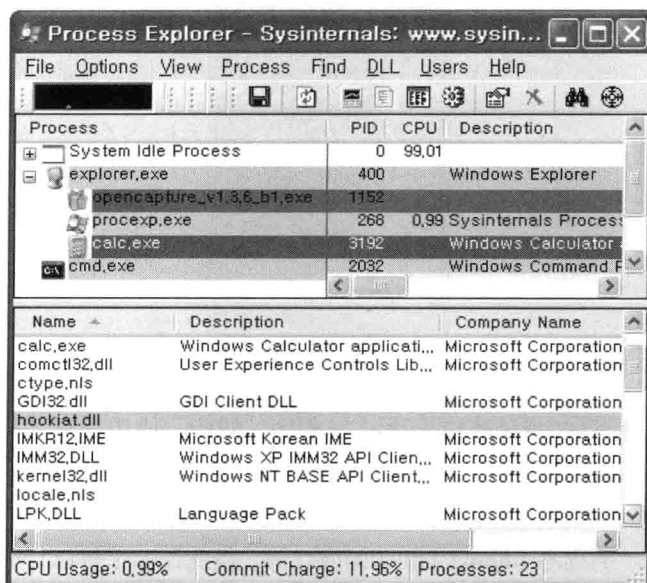 Process Explorer - Sysinternals: www.sysin...
File Options View Process Find DLL Users Help
Process PID CPU Description
System Idle Process 0 99,01
explorer,exe 400 Windows Explorer
opencapture_v1,3,6_b1,exe 1152
procexp,exe 268 0,99 Sysinternals Process
calc,exe 3192 Windows Calculator
cmd,exe 2032 Windows Command
Name Description Company Name
calc,exe Windows Calculator applicati,,, Microsoft Corporation
comctl32,dll User Experience Controls Lib,,, Microsoft Corporation
ctype,nls
GDI32.dll GDI Client DLL Microsoft Corporation
hookiat.dll
IMKR12,IME Microsoft Korean IME Microsoft Corporation
IMM32,DLL Windows XP IMM32 API Clien,,, Microsoft Corporation
kernel32,dll Windows NT BASE API Client,,, Microsoft Corporation
locale,nls
LPK,DLL Language Pack Microsoft Corporation
CPU Usage: 0,99% Commit Charge: 11,96% Processes: 23